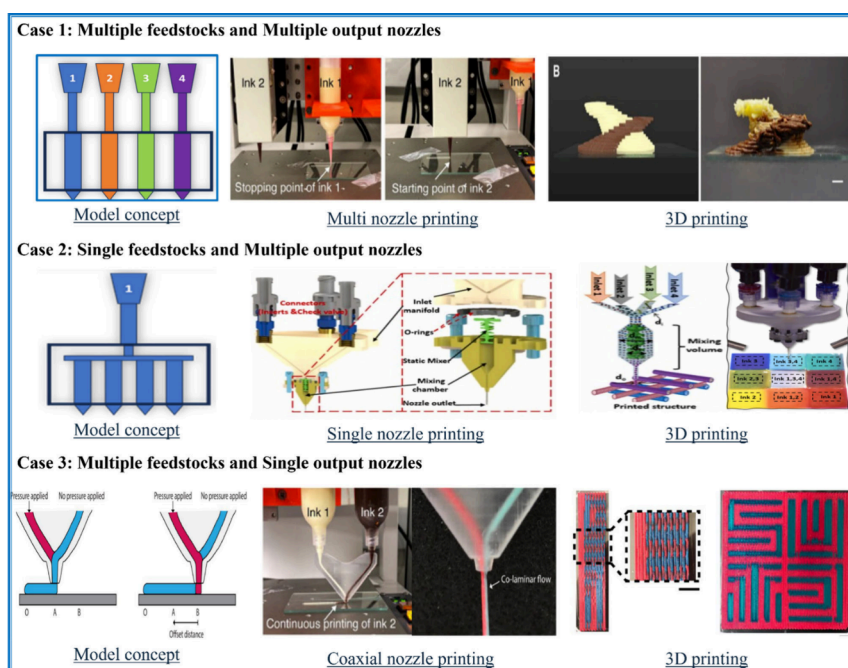 Case 1: Multiple feedstocks and Multiple output nozzles
1 2 3 4
Ink 2 Ink 1
Stopping point of ink 1
Ink 2
Ink 1
Starting point of ink 2
B
Model concept
Multi nozzle printing
3D printing
Case 2: Single feedstocks and Multiple output nozzles
1
Connectors
(Inserts &Check valve)
Inlet
manifold
O-rings
Static Mixer
Mixing
chamber
Nozzle outlet
Inlet 1
Inlet 2
Inlet 3
Inlet 4
Mixing
volume
Printed structure
Ink 3 Ink 3,4 Ink 4
Ink 2,3 Ink 1,3,4 Ink 1,4
Ink 2 Ink 1,2 Ink 1
Model concept
Single nozzle printing
3D printing
Case 3: Multiple feedstocks and Single output nozzles
Pressure applied No pressure applied
O A B
Pressure applied No pressure applied
O A B
Offset distance
Ink 1 Ink 2
Continuous printing of ink 2
Co-laminar flow
Model concept
Coaxial nozzle printing
3D printing